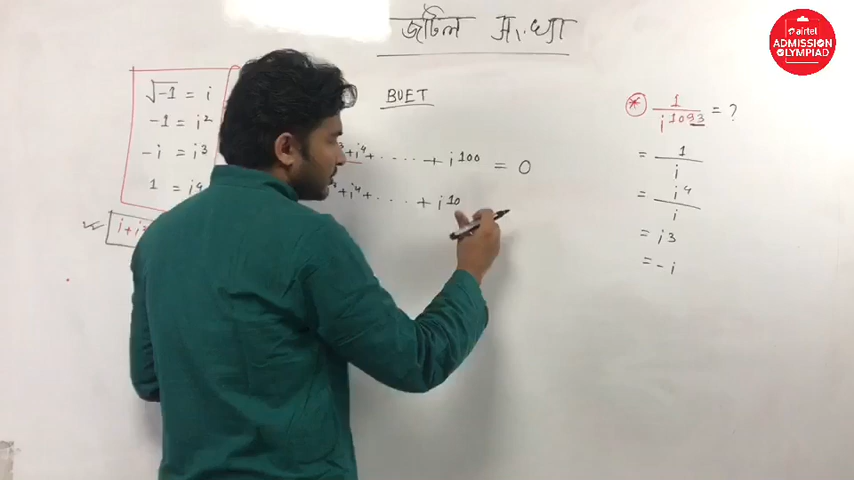 জটিল সংখ্যা
airtel
ADMISSION
OLYMPIAD
BUET
√-1 = i
-1 = i²
-i = i³
1 = i⁴
+i⁴+ ..... + i¹⁰⁰ = 0
+i⁴+ .... + i¹⁰
* 1/i¹⁰⁹³ = ?
= 1/i
= i⁴/i
= i³
= -i